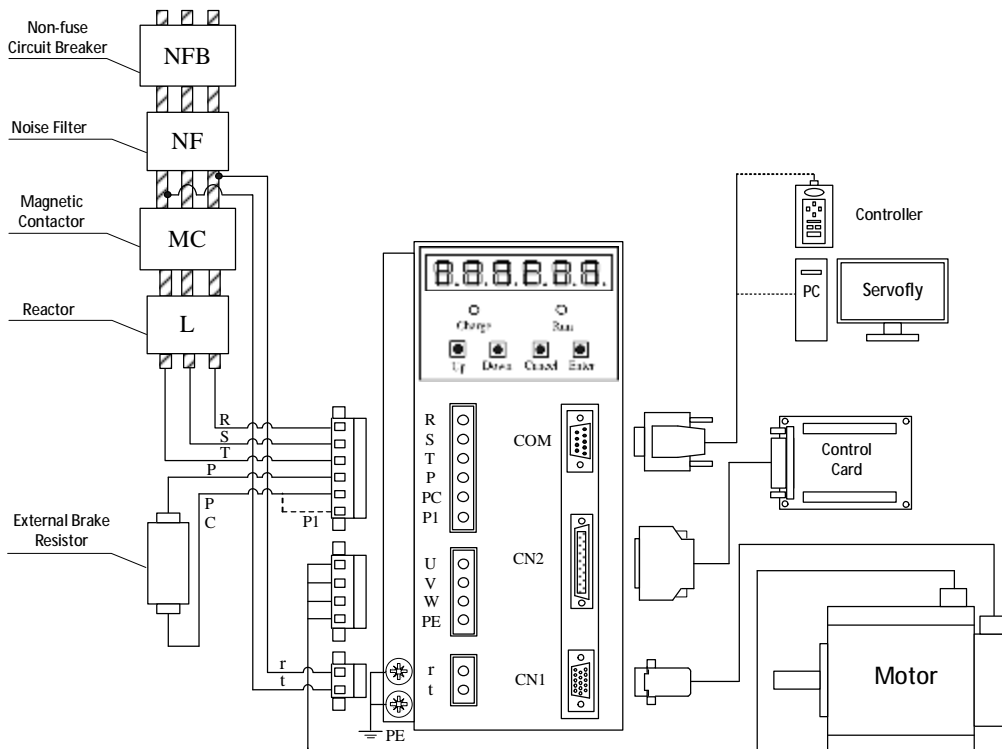 Non-fuse
Circuit Breaker
NFB
Noise Filter
NF
Magnetic
Contactor
MC
Reactor
L
R
S
T
P
P
C
P1
External Brake
Resistor
r
t
PE
8.8.8.8.8.8.
Charge
Run
Up
Down
Cancel
Enter
R
S
T
P
PC
P1
U
V
W
PE
r
t
COM
CN2
CN1
Controller
PC
Servofly
Control
Card
Motor